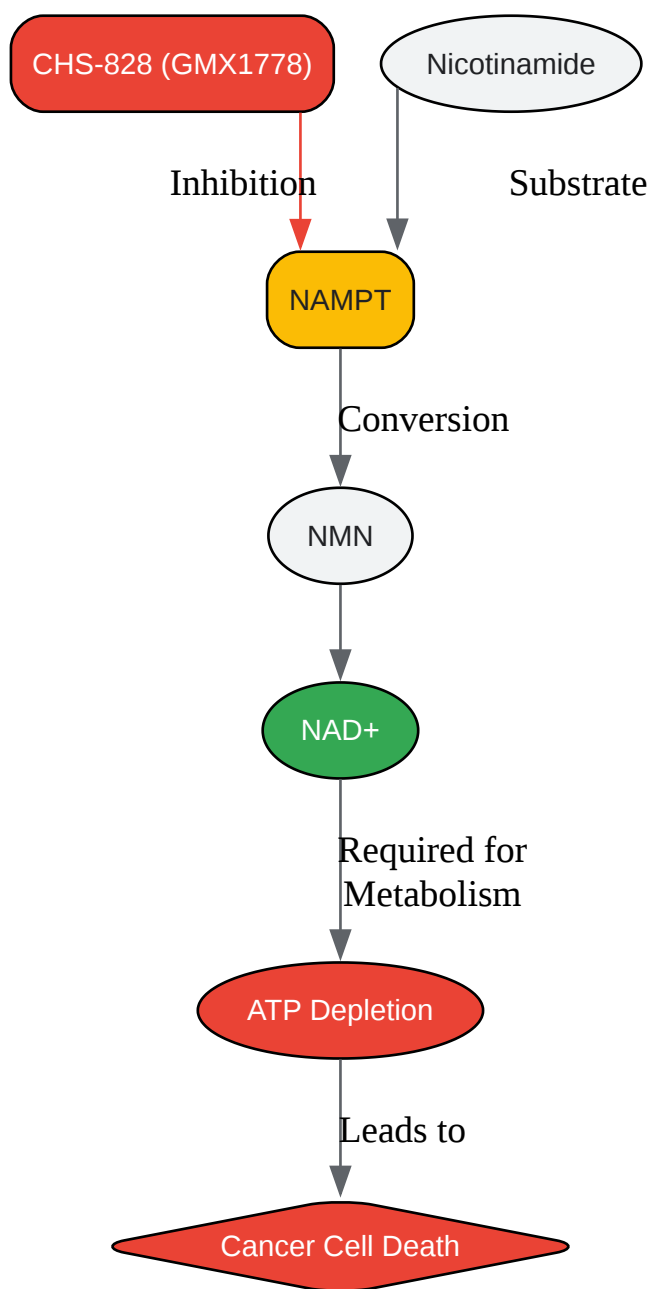 CHS-828 (GMX1778)
Nicotinamide
Inhibition
Substrate
NAMPT
Conversion
NMN
NAD+
Required for
Metabolism
ATP Depletion
Leads to
Cancer Cell Death